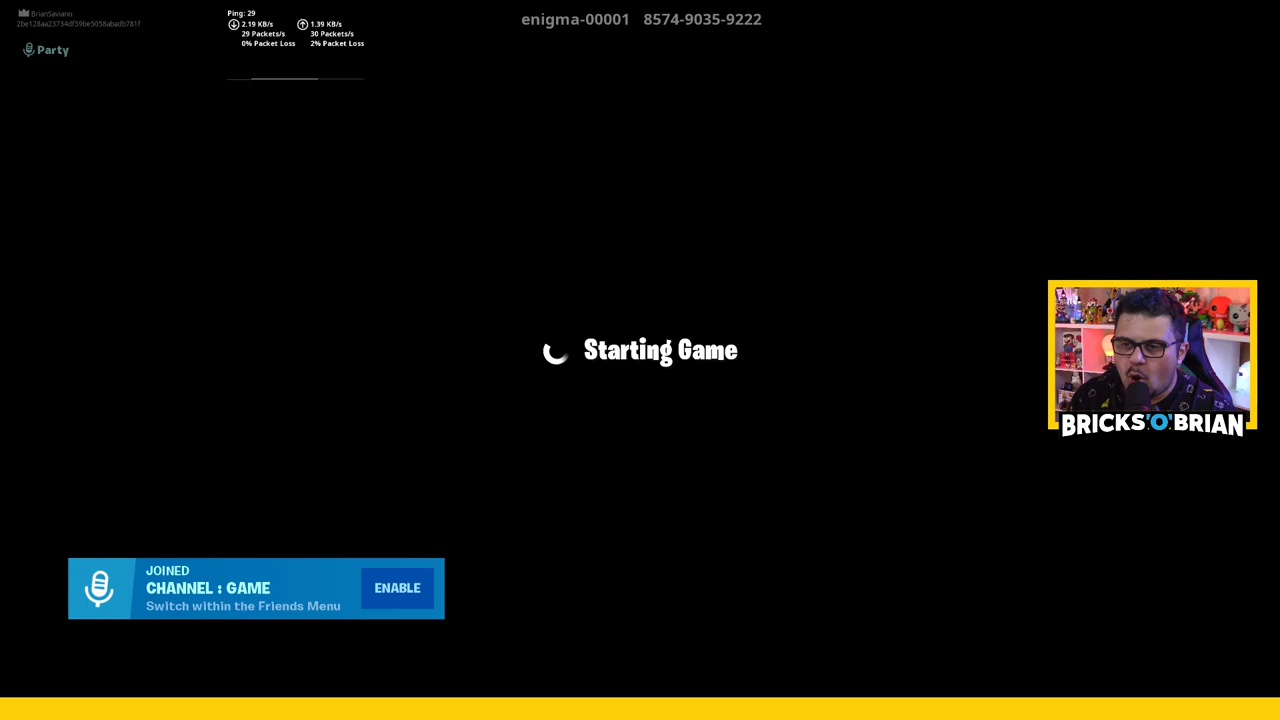 BrianSaviano
2be128aa23734df59be5058abadb781f
Party
Ping: 29
2.19 KB/s
29 Packets/s
0% Packet Loss
1.39 KB/s
30 Packets/s
2% Packet Loss
enigma-00001 8574-9035-9222
Starting Game
BRICKS'O'BRIAN
JOINED
CHANNEL : GAME
Switch within the Friends Menu
ENABLE